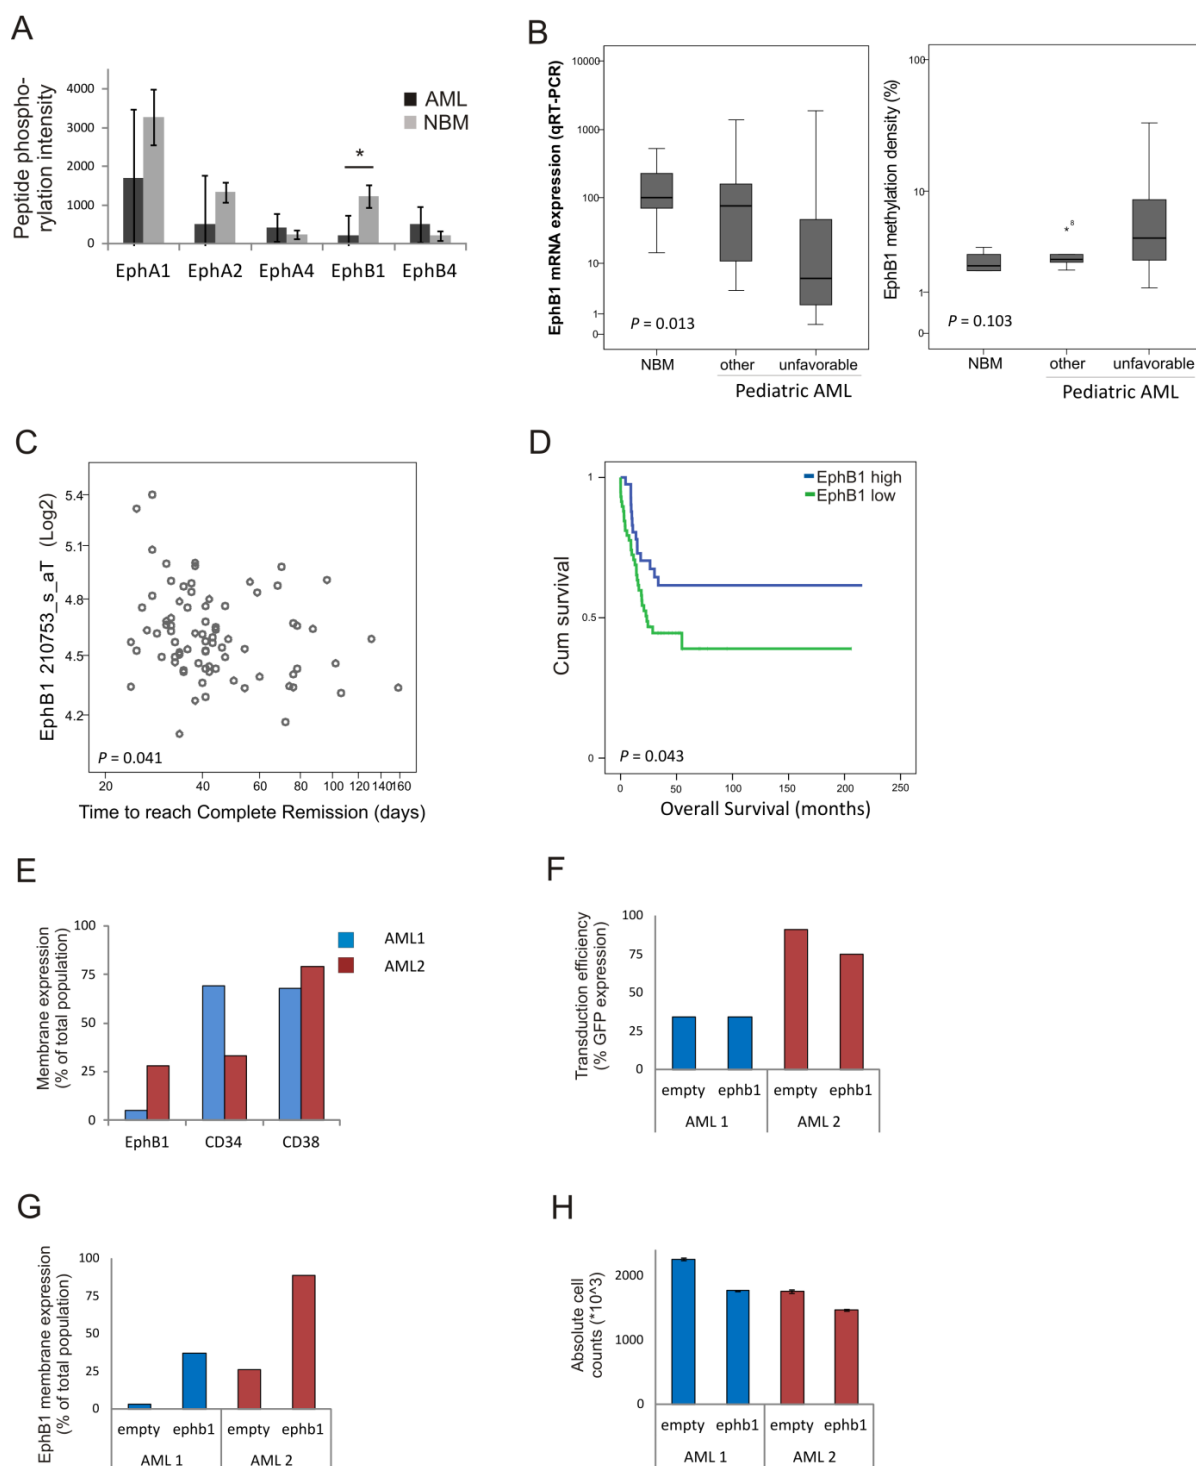 A
Peptide phospho-
rylation intensity
4000
3000
2000
1000
0
AML
NBM
*
EphA1 EphA2 EphA4 EphB1 EphB4
B
EphB1 mRNA expression (qRT-PCR)
10000
1000
100
10
1
0
P = 0.013
NBM other unfavorable
Pediatric AML
EphB1 methylation density (%)
100
10
1
0
* 8
P = 0.103
NBM other unfavorable
Pediatric AML
C
EphB1 210753_s_aT (Log2)
5.4
5.1
4.8
4.5
4.2
P = 0.041
20 40 60 80 100 120 140 160
Time to reach Complete Remission (days)
D
Cum survival
1
0.5
0
EphB1 high
EphB1 low
P = 0.043
0 50 100 150 200 250
Overall Survival (months)
E
Membrane expression
(% of total population)
100
75
50
25
0
AML1
AML2
EphB1 CD34 CD38
F
Transduction efficiency
(% GFP expression)
100
75
50
25
0
empty ephb1 empty ephb1
AML 1 AML 2
G
EphB1 membrane expression
(% of total population)
100
75
50
25
0
empty ephb1 empty ephb1
AML 1 AML 2
H
Absolute cell
counts (*10^3)
2000
1000
0
empty ephb1 empty ephb1
AML 1 AML 2